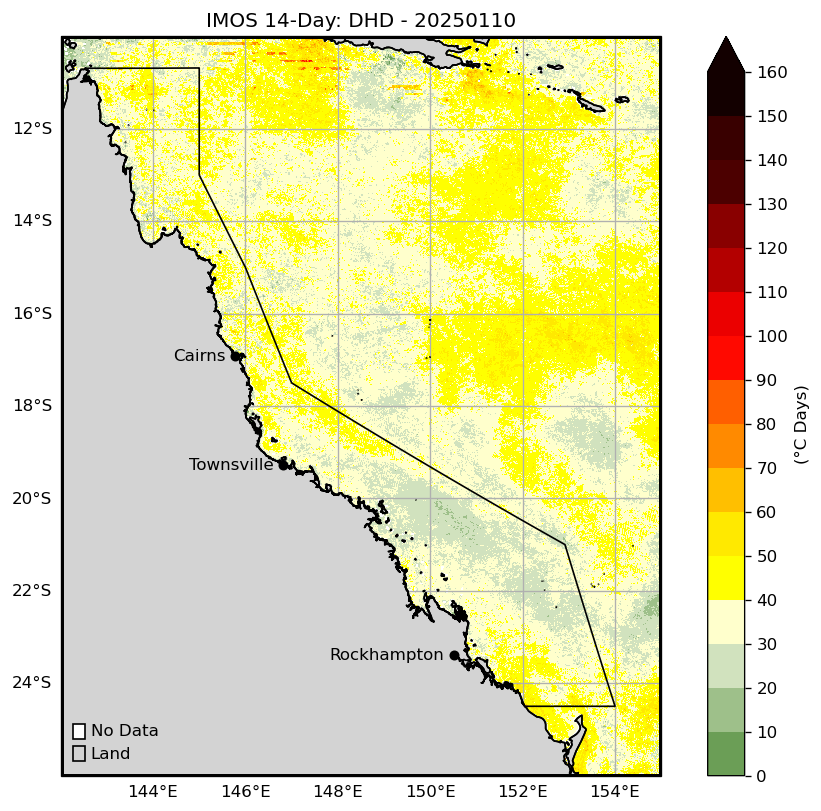 IMOS 14-Day: DHD - 20250110
12°S
14°S
16°S
18°S
20°S
22°S
24°S
Cairns
Townsville
Rockhampton
No Data
Land
144°E 146°E 148°E 150°E 152°E 154°E
160
150
140
130
120
110
100
90
80
70
60
50
40
30
20
10
0
(°C Days)